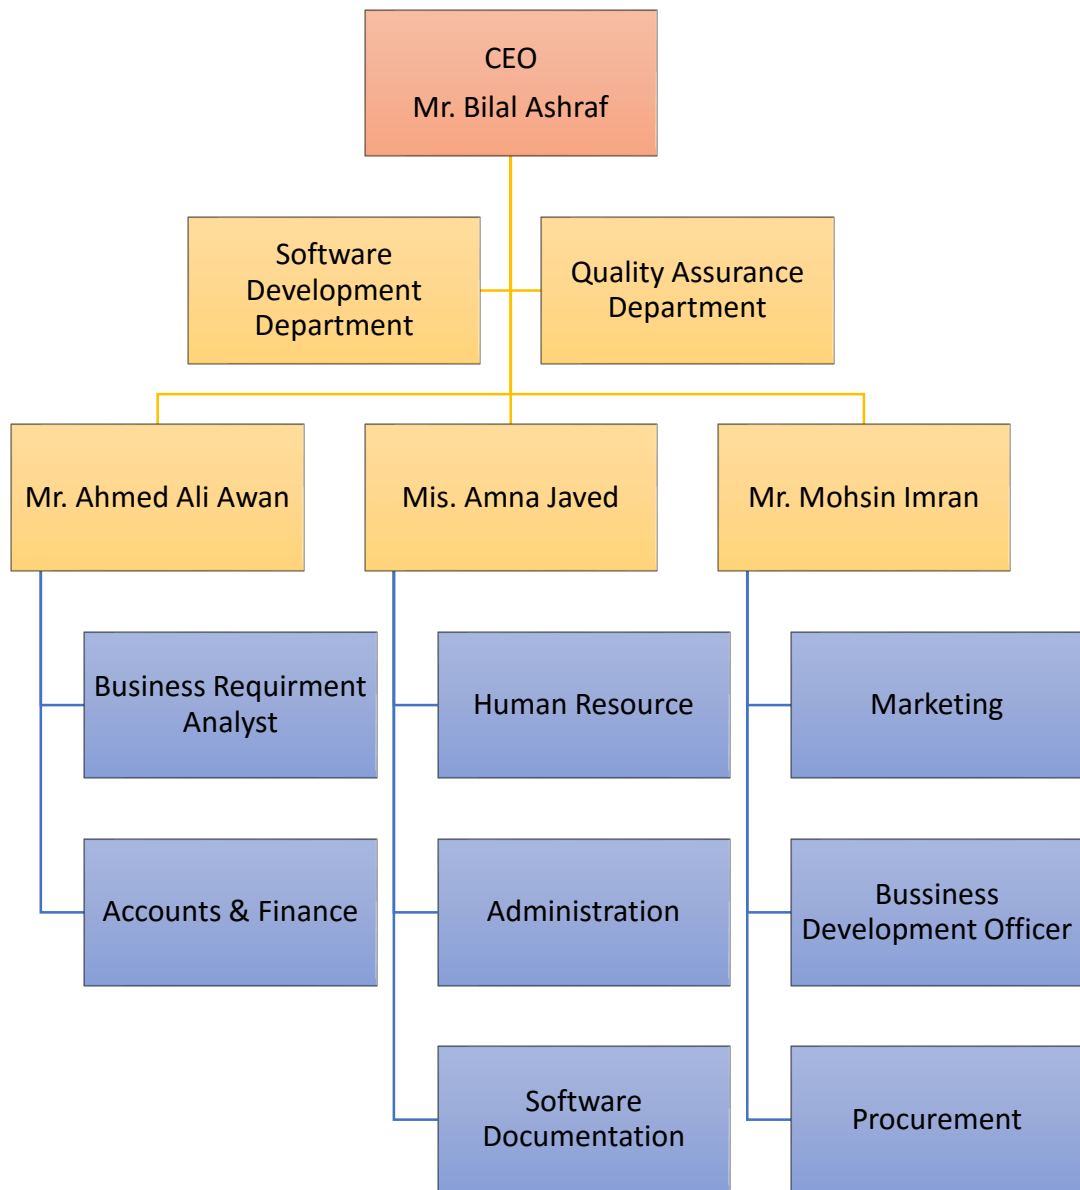 CEO
Mr. Bilal Ashraf
Software
Development
Department
Quality Assurance
Department
Mr. Ahmed Ali Awan
Mis. Amna Javed
Mr. Mohsin Imran
Business Requirment
Analyst
Human Resource
Marketing
Accounts & Finance
Administration
Bussiness
Development Officer
Software
Documentation
Procurement